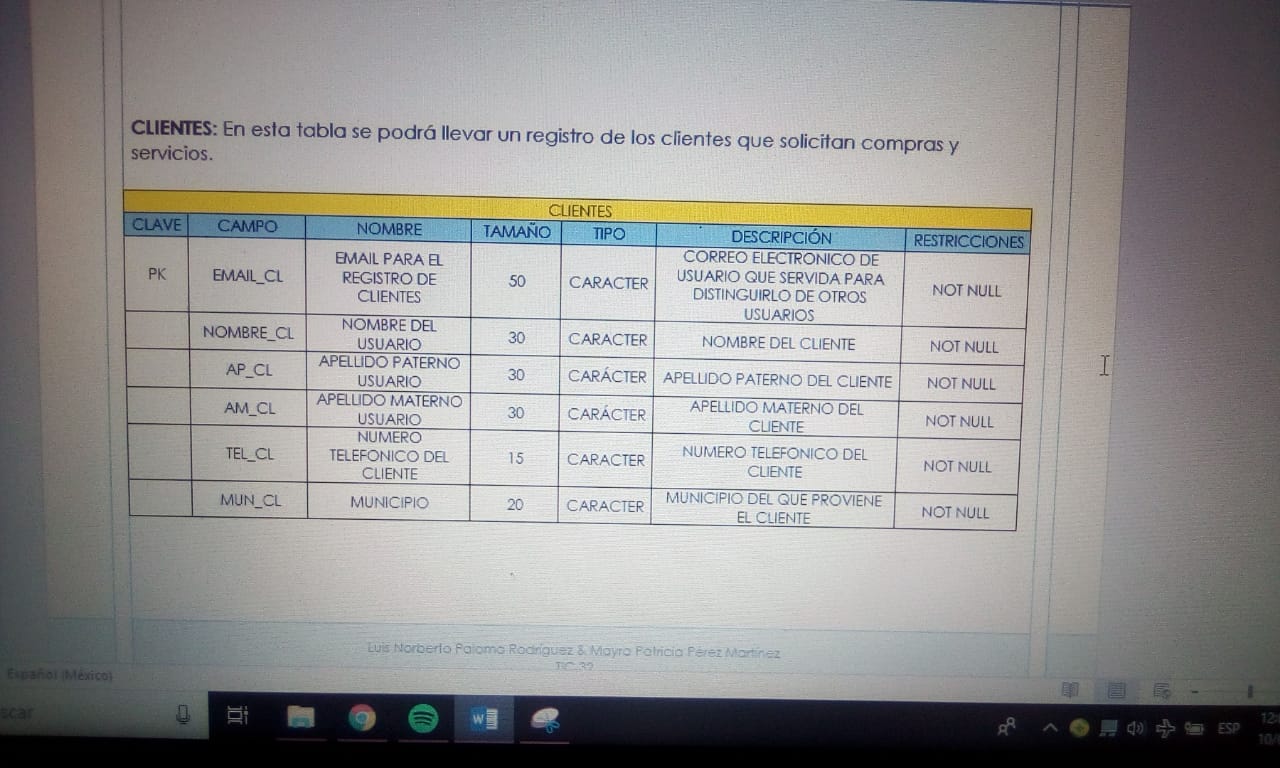 CLIENTES: En esta tabla se podrá llevar un registro de los clientes que solicitan compras y
servicios.
CLIENTES
CLAVE CAMPO NOMBRE TAMAÑO TIPO DESCRIPCIÓN RESTRICCIONES
PK EMAIL_CL EMAIL PARA EL REGISTRO DE CLIENTES 50 CARACTER CORREO ELECTRONICO DE USUARIO QUE SERVIDA PARA DISTINGUIRLO DE OTROS USUARIOS NOT NULL
NOMBRE_CL NOMBRE DEL USUARIO 30 CARACTER NOMBRE DEL CLIENTE NOT NULL
AP_CL APELLIDO PATERNO USUARIO 30 CARÁCTER APELLIDO PATERNO DEL CLIENTE NOT NULL
AM_CL APELLIDO MATERNO USUARIO 30 CARÁCTER APELLIDO MATERNO DEL CLIENTE NOT NULL
TEL_CL NUMERO TELEFONICO DEL CLIENTE 15 CARACTER NUMERO TELEFONICO DEL CLIENTE NOT NULL
MUN_CL MUNICIPIO 20 CARACTER MUNICIPIO DEL QUE PROVIENE EL CLIENTE NOT NULL
Luis Norberto Palomo Rodríguez & Mayra Patricia Pérez Martínez
TIC 32
Español (México)
scar
ESP